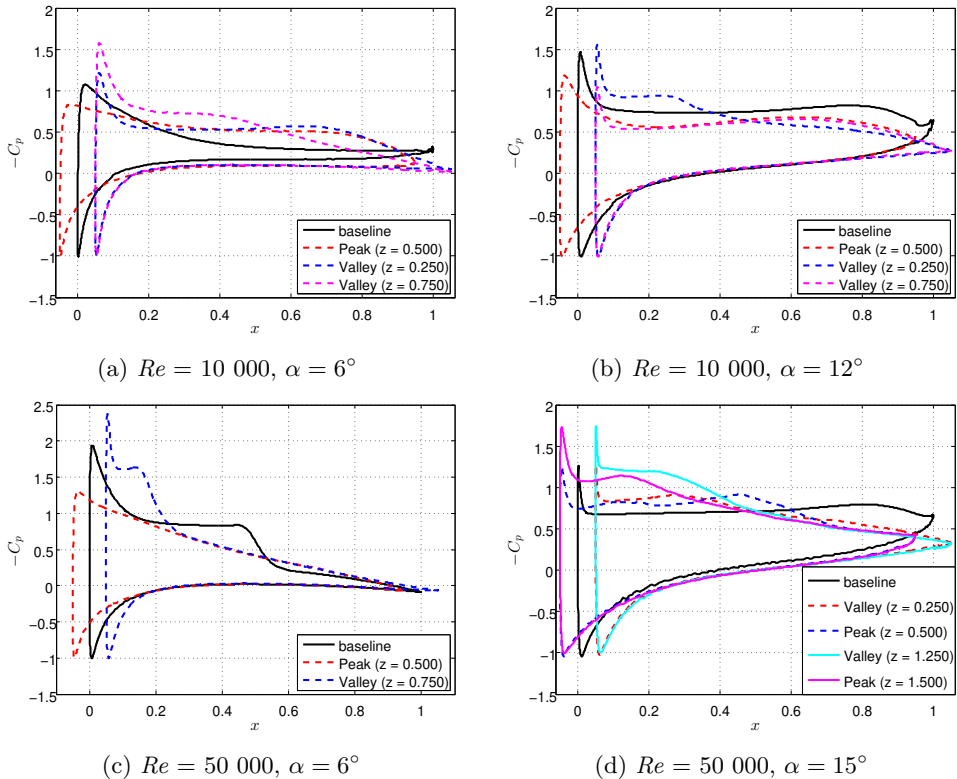 2
1.5
1
0.5
0
−0.5
−1
−1.5
−Cp
0 0.2 0.4 0.6 0.8 1
x
baseline
Peak (z = 0.500)
Valley (z = 0.250)
Valley (z = 0.750)
(a) Re = 10 000, α = 6°
2
1.5
1
0.5
0
−0.5
−1
−1.5
−Cp
0 0.2 0.4 0.6 0.8 1
x
baseline
Peak (z = 0.500)
Valley (z = 0.250)
Valley (z = 0.750)
(b) Re = 10 000, α = 12°
2.5
2
1.5
1
0.5
0
−0.5
−1
−1.5
−Cp
0 0.2 0.4 0.6 0.8 1
x
baseline
Peak (z = 0.500)
Valley (z = 0.750)
(c) Re = 50 000, α = 6°
2
1.5
1
0.5
0
−0.5
−1
−1.5
−Cp
0 0.2 0.4 0.6 0.8 1
x
baseline
Valley (z = 0.250)
Peak (z = 0.500)
Valley (z = 1.250)
Peak (z = 1.500)
(d) Re = 50 000, α = 15°